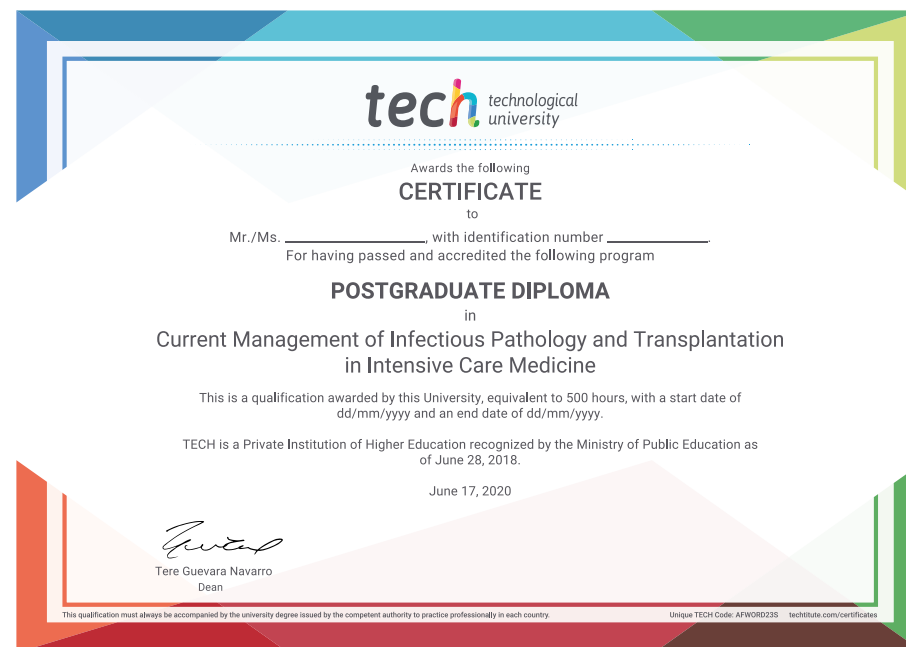 tech technological
university
Awards the following
CERTIFICATE
to
Mr./Ms. ____________________, with identification number ______________.
For having passed and accredited the following program
POSTGRADUATE DIPLOMA
in
Current Management of Infectious Pathology and Transplantation
in Intensive Care Medicine
This is a qualification awarded by this University, equivalent to 500 hours, with a start date of
dd/mm/yyyy and an end date of dd/mm/yyyy.
TECH is a Private Institution of Higher Education recognized by the Ministry of Public Education as
of June 28, 2018.
June 17, 2020
Tere Guevara Navarro
Dean
This qualification must always be accompanied by the university degree issued by the competent authority to practice professionally in each country. Unique TECH Code: AFWORD23S techtitute.com/certificates